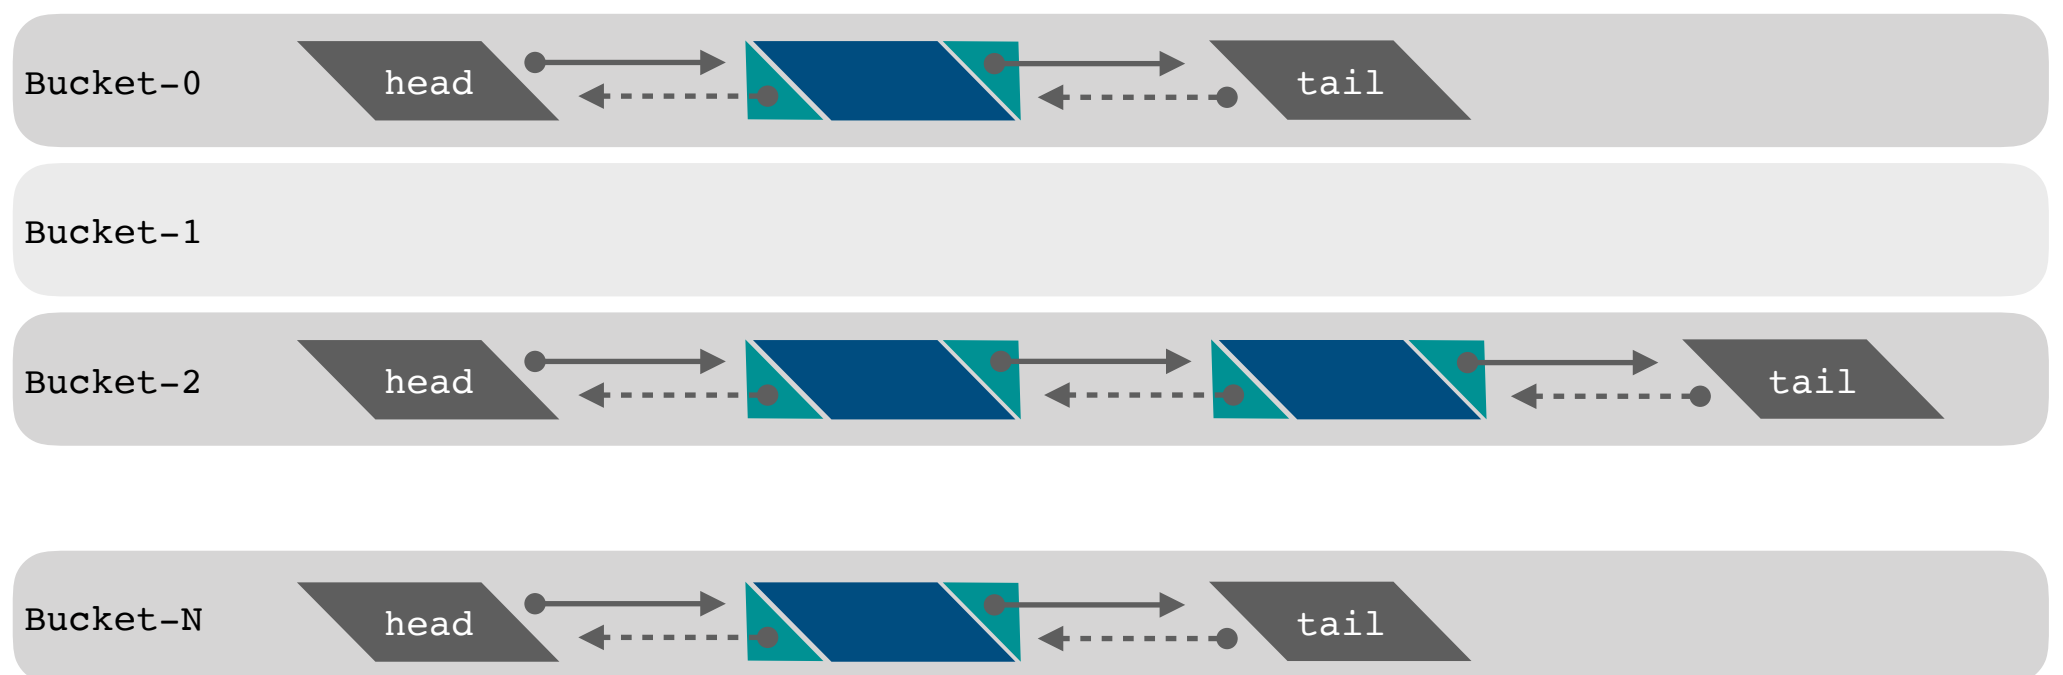 Bucket-0 head tail
Bucket-1
Bucket-2 head tail
Bucket-N head tail